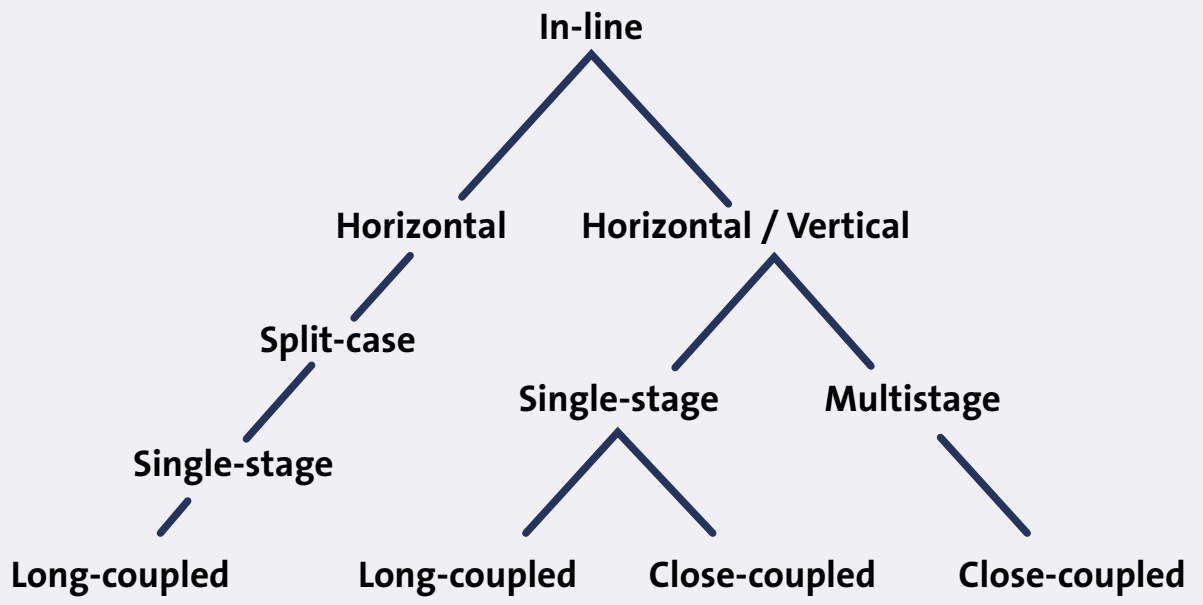 In-line
Horizontal
Horizontal / Vertical
Split-case
Single-stage
Multistage
Single-stage
Long-coupled
Long-coupled
Close-coupled
Close-coupled